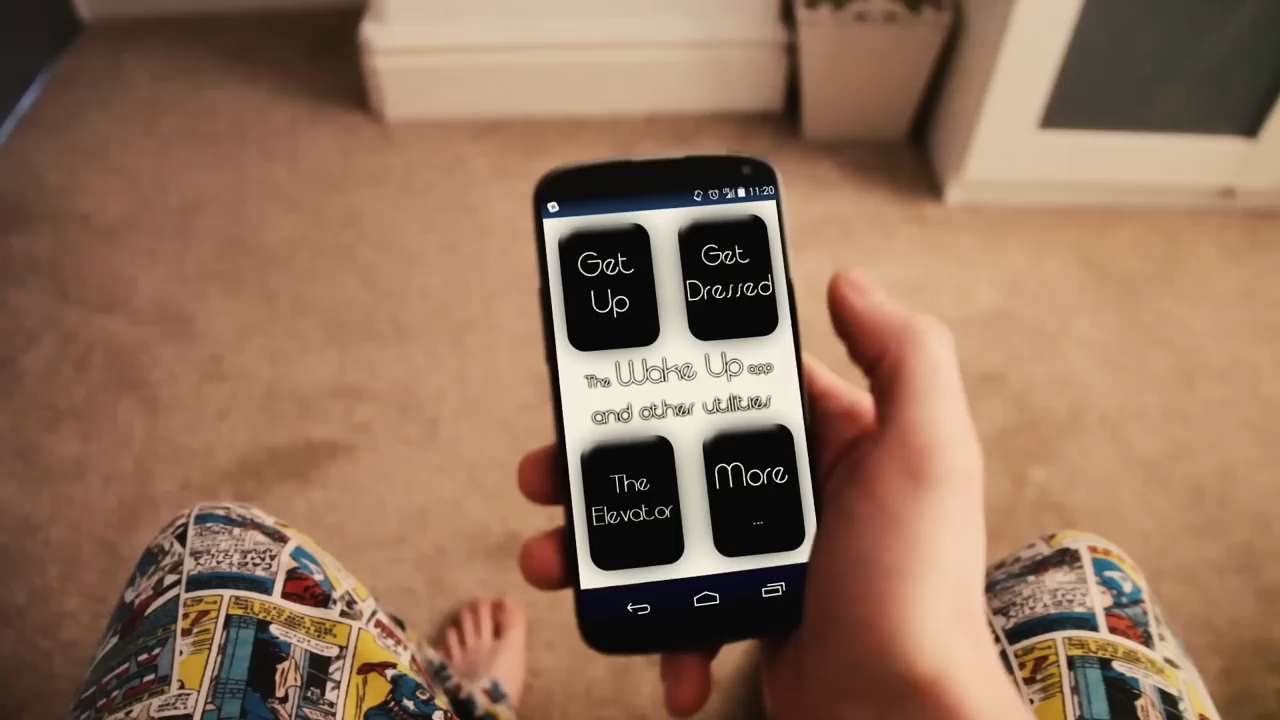 11:20
Get
Up
Get
Dressed
The Wake Up app
and other utilities
The
Elevator
More
...